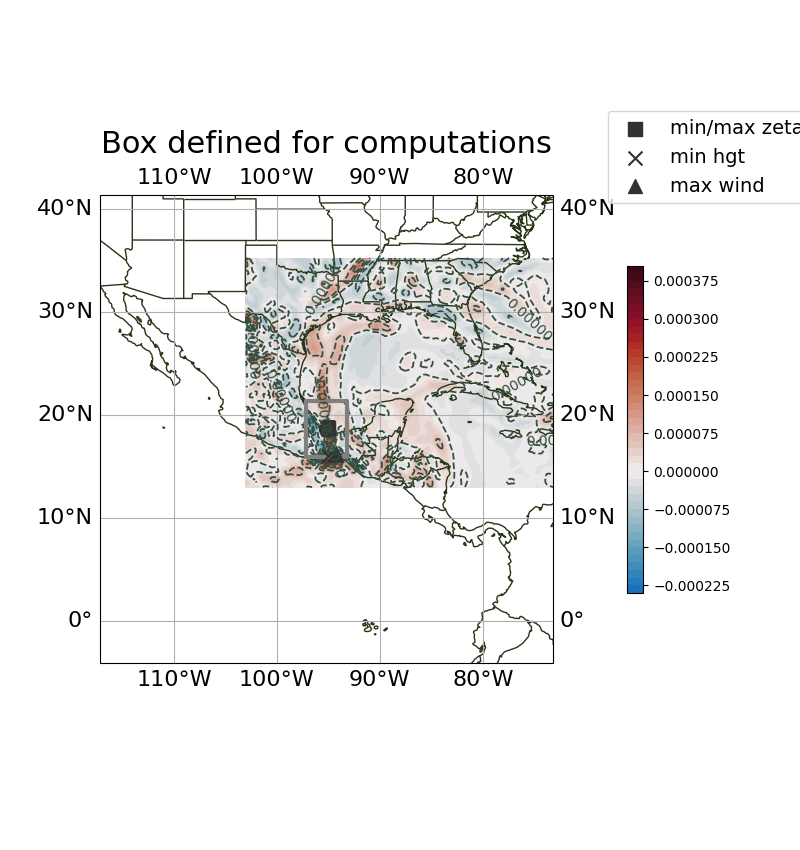 Box defined for computations
min/max zeta
min hgt
max wind
110°W 100°W 90°W 80°W
40°N 40°N
30°N 30°N
20°N 20°N
10°N 10°N
0° 0°
110°W 100°W 90°W 80°W
0.000375
0.000300
0.000225
0.000150
0.000075
0.000000
−0.000075
−0.000150
−0.000225